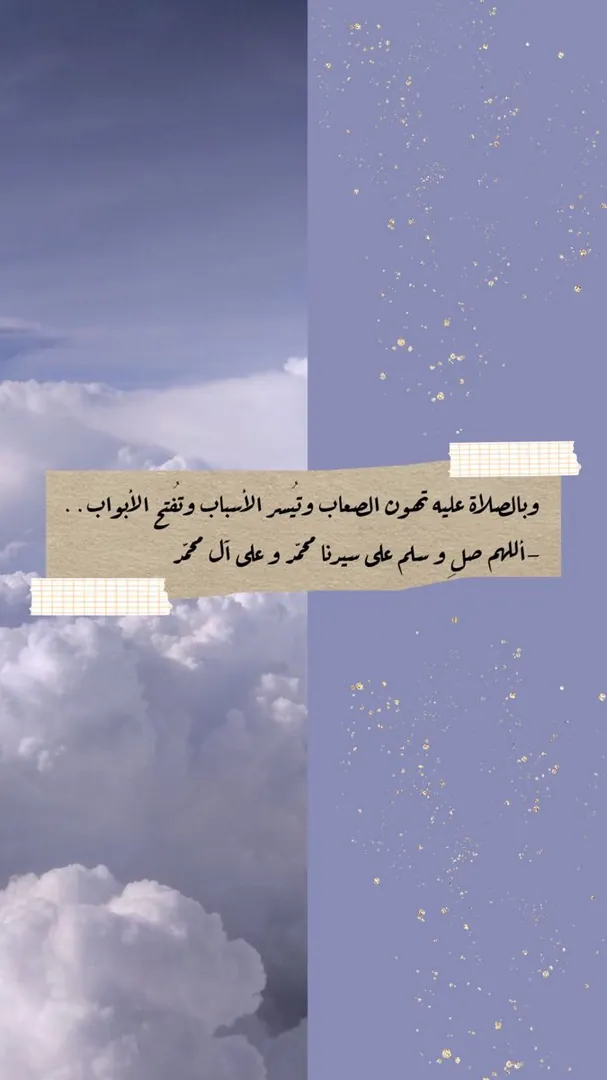 وبالصلاة عليه تهون الصعاب وتُيسر الأسباب وتُفتح الأبواب . .
–أللهم صلِ و سلم على سيدنا محمّد و على آل محمّد